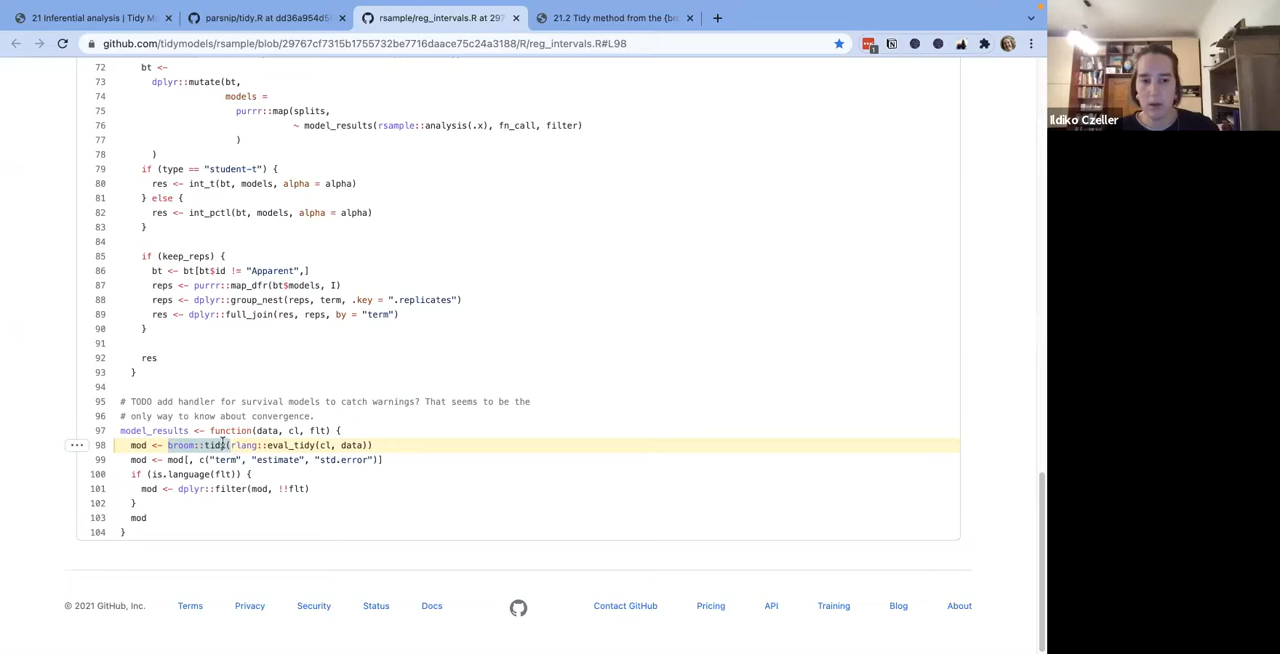 21 Inferential analysis | Tidy M
parsnip/tidy.R at dd36a954d5
rsample/reg_intervals.R at 297
21.2 Tidy method from the {br
github.com/tidymodels/rsample/blob/29767cf7315b1755732be7716daace75c24a3188/R/reg_intervals.R#L98
1
72 bt <-
73 dplyr::mutate(bt,
74 models =
75 purrr::map(splits,
76 ~ model_results(rsample::analysis(.x), fn_call, filter)
77 )
78 )
79 if (type == "student-t") {
80 res <- int_t(bt, models, alpha = alpha)
81 } else {
82 res <- int_pctl(bt, models, alpha = alpha)
83 }
84
85 if (keep_reps) {
86 bt <- bt[bt$id != "Apparent",]
87 reps <- purrr::map_dfr(bt$models, I)
88 reps <- dplyr::group_nest(reps, term, .key = ".replicates")
89 res <- dplyr::full_join(res, reps, by = "term")
90 }
91
92 res
93 }
94
95 # TODO add handler for survival models to catch warnings? That seems to be the
96 # only way to know about convergence.
97 model_results <- function(data, cl, flt) {
98 mod <- broom::tidy(rlang::eval_tidy(cl, data))
99 mod <- mod[, c("term", "estimate", "std.error")]
100 if (is.language(flt)) {
101 mod <- dplyr::filter(mod, !!flt)
102 }
103 mod
104 }
© 2021 GitHub, Inc. Terms Privacy Security Status Docs Contact GitHub Pricing API Training Blog About
Ildiko Czeller